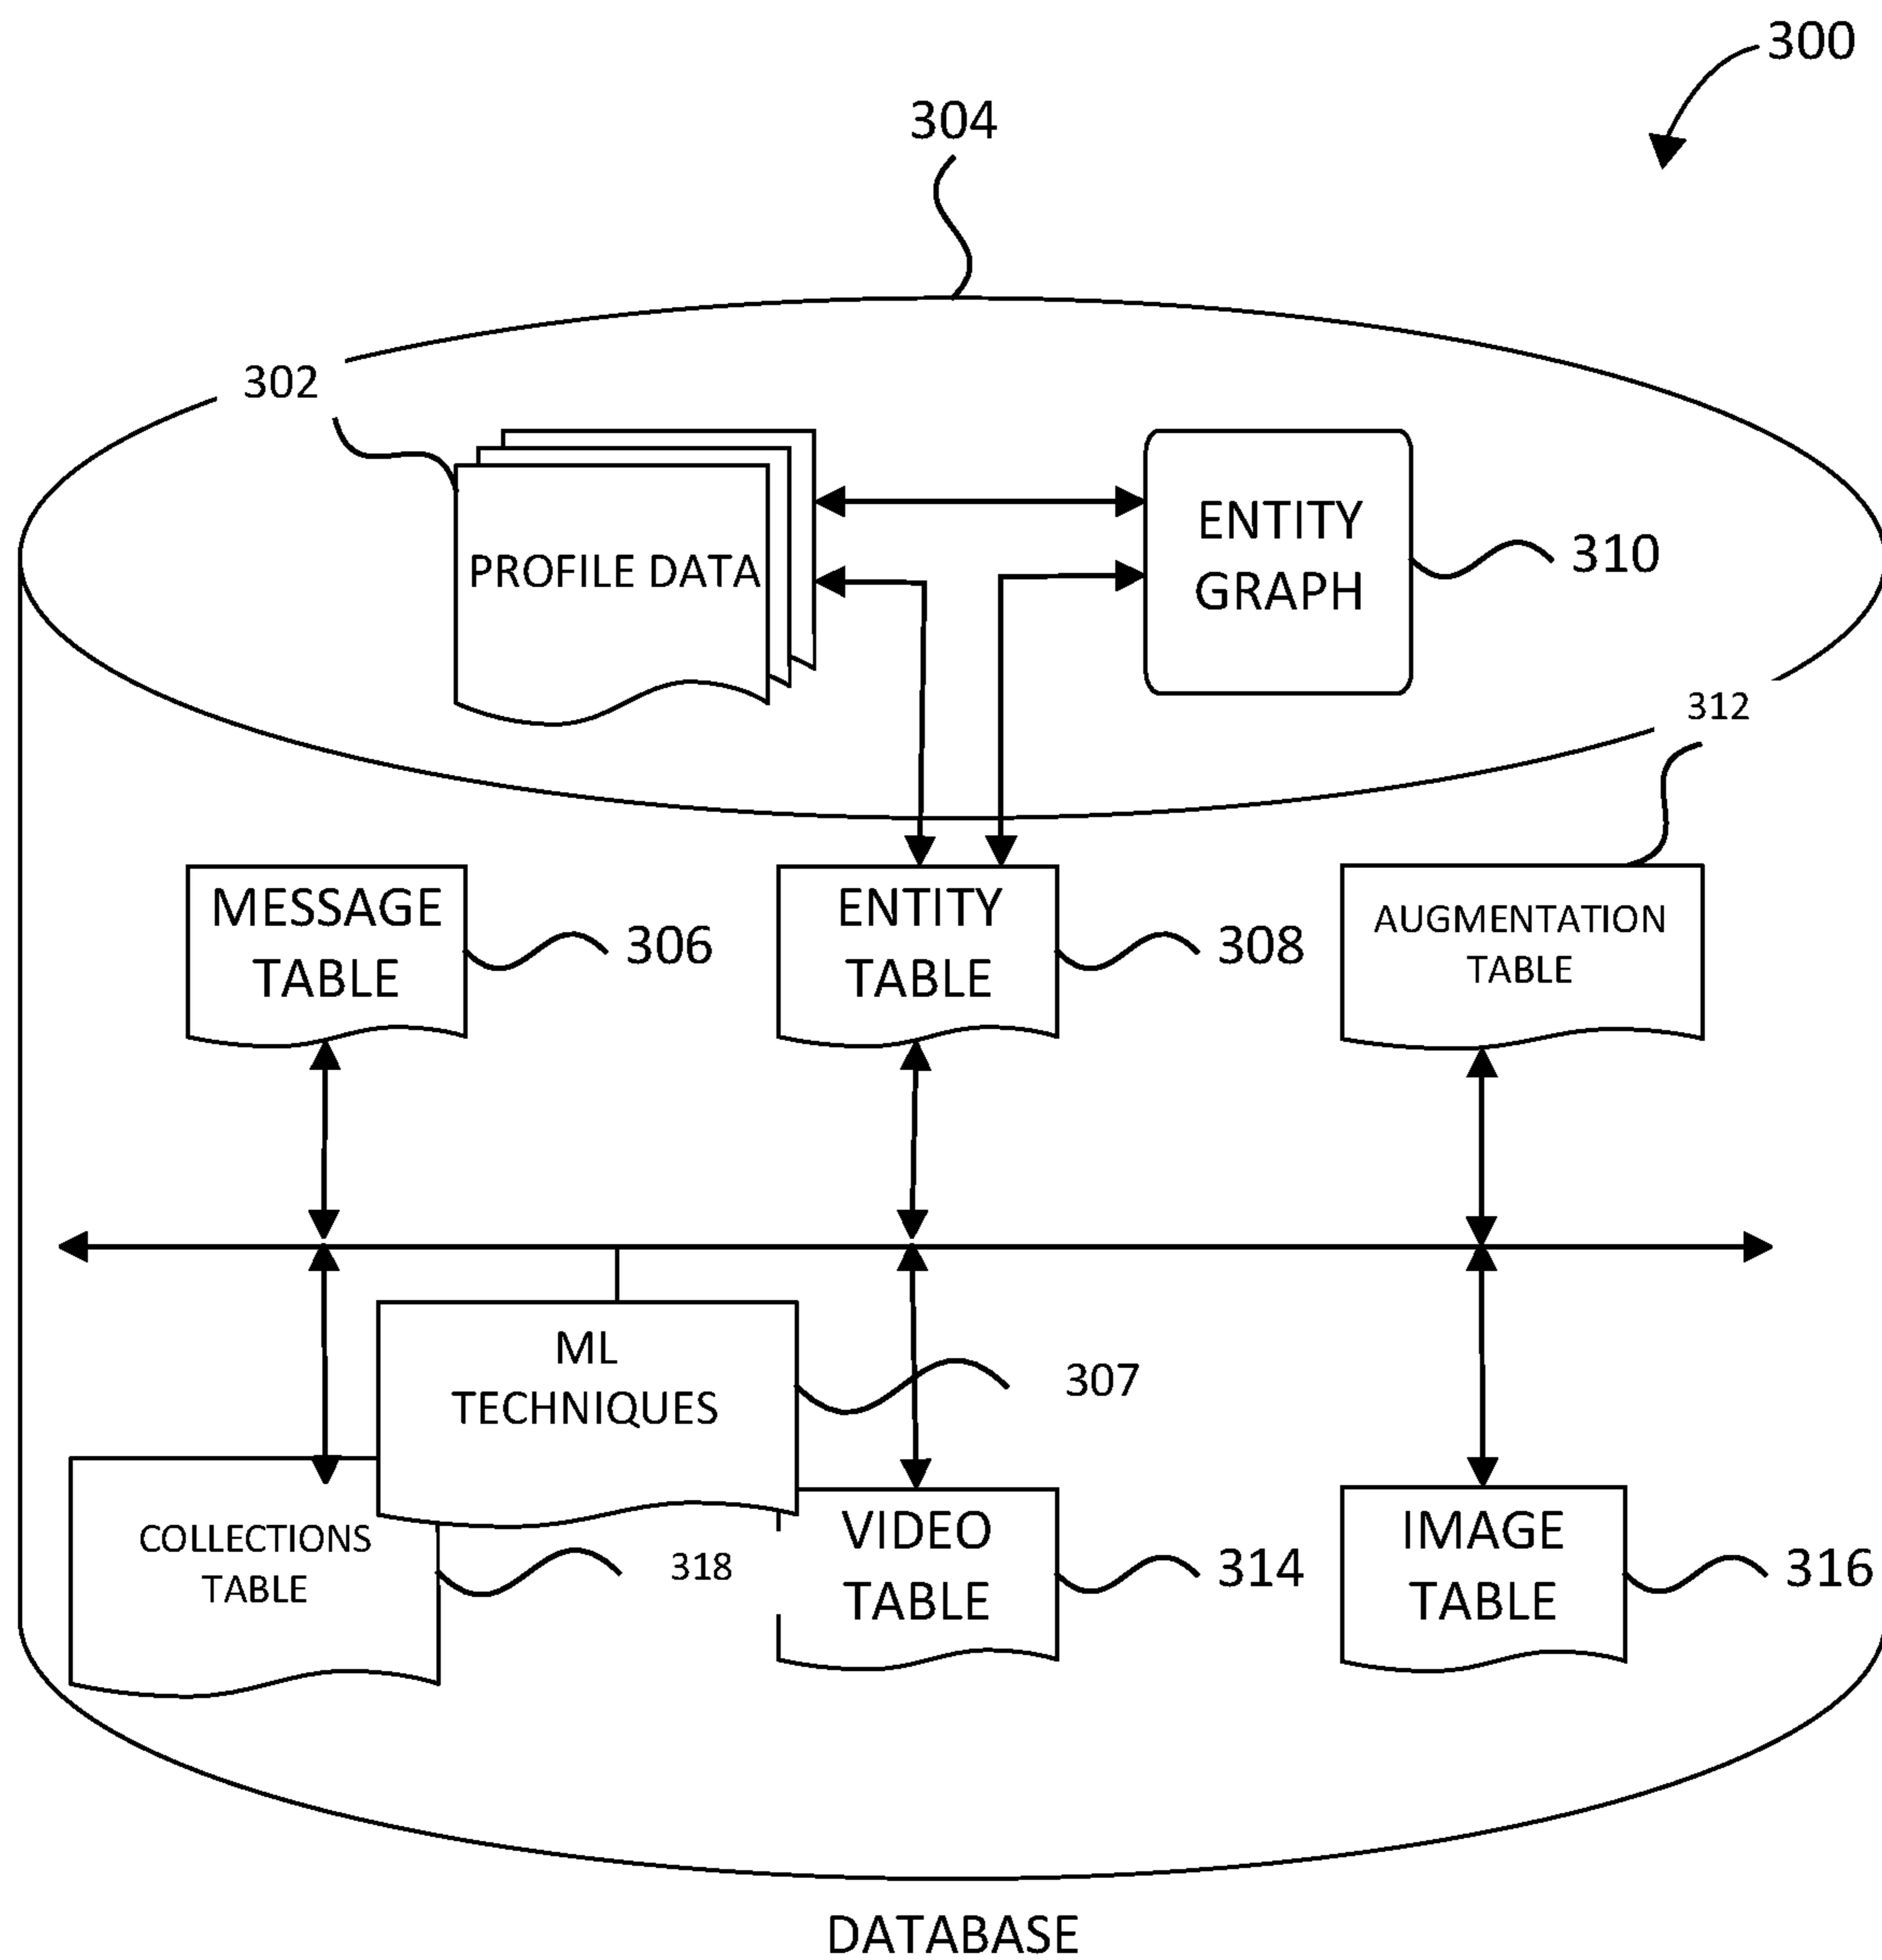 300
304
302
PROFILE DATA
ENTITY
GRAPH
310
312
MESSAGE
TABLE
306
ENTITY
TABLE
308
AUGMENTATION
TABLE
ML
TECHNIQUES
307
COLLECTIONS
TABLE
318
VIDEO
TABLE
314
IMAGE
TABLE
316
DATABASE